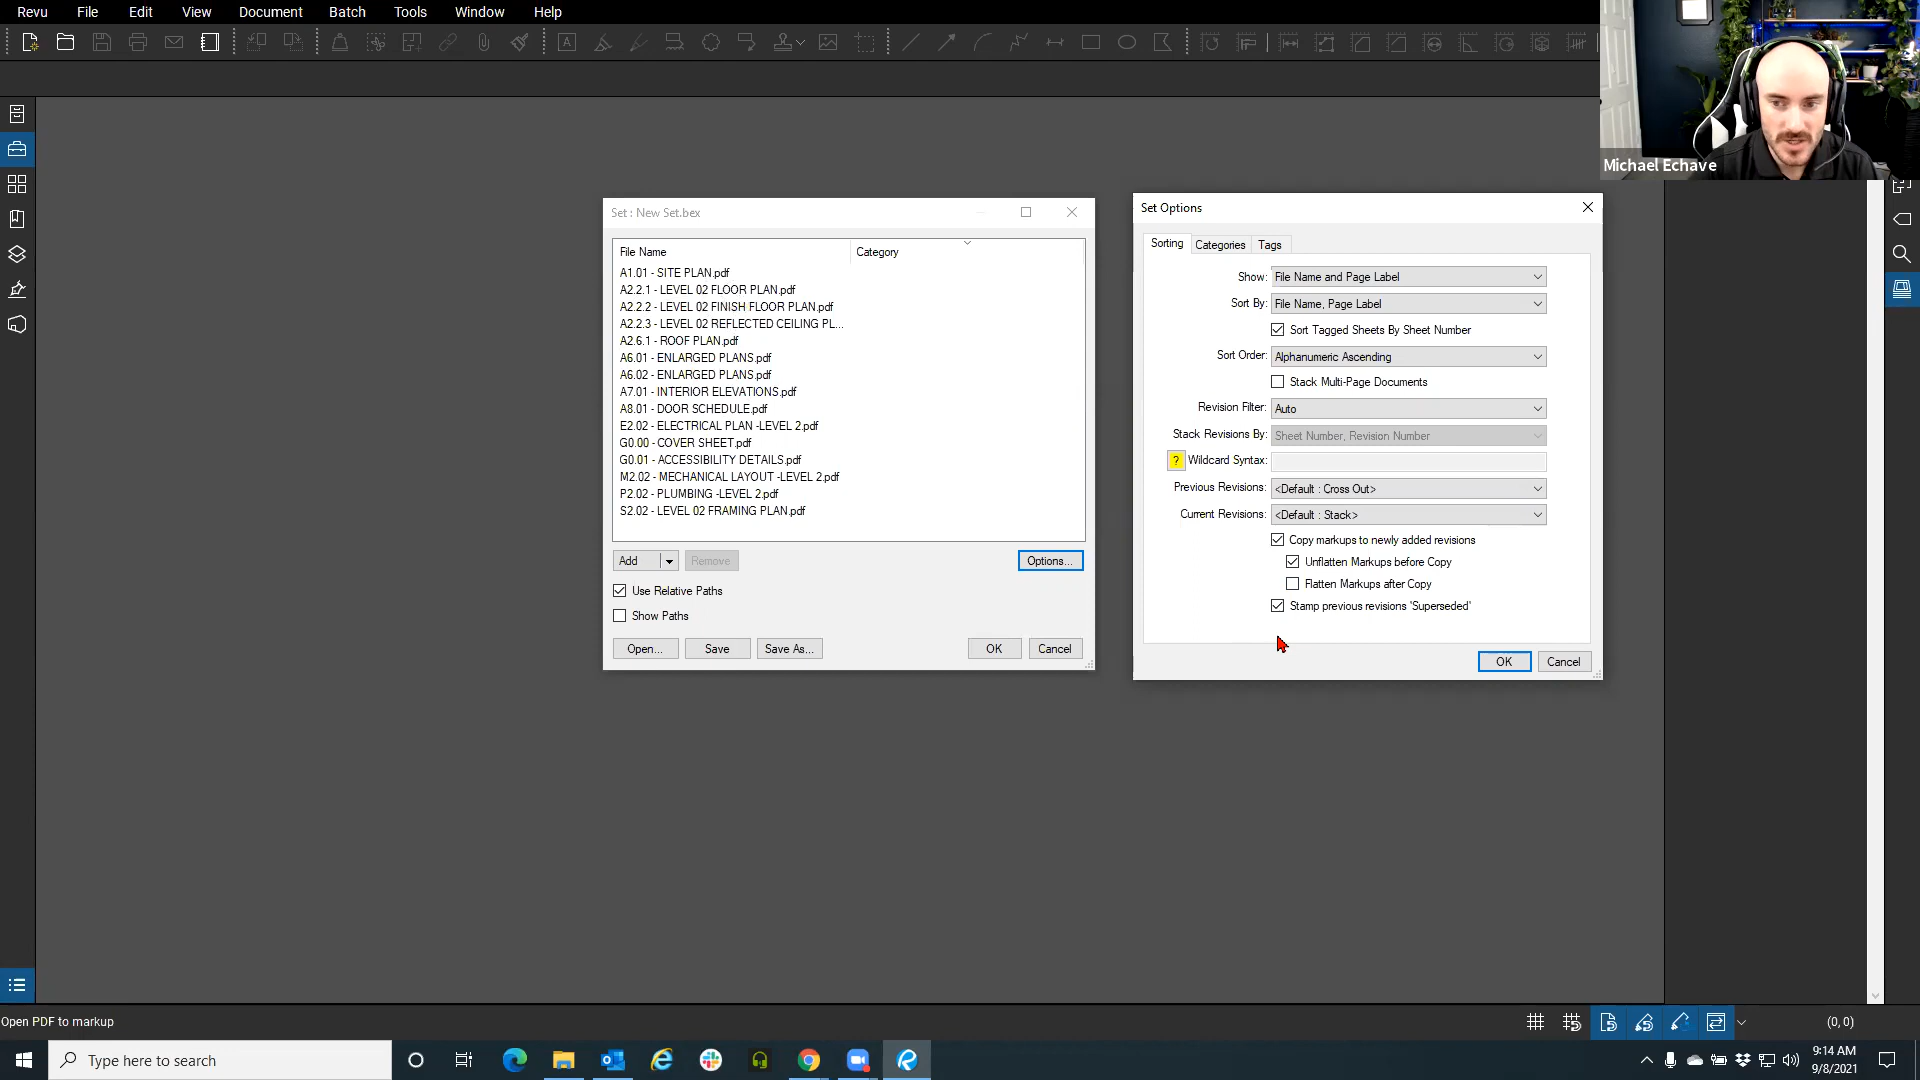 Revu File Edit View Document Batch Tools Window Help
Michael Echave
Set : New Set.bex
File Name Category
A1.01 - SITE PLAN.pdf
A2.2.1 - LEVEL 02 FLOOR PLAN.pdf
A2.2.2 - LEVEL 02 FINISH FLOOR PLAN.pdf
A2.2.3 - LEVEL 02 REFLECTED CEILING PL...
A2.6.1 - ROOF PLAN.pdf
A6.01 - ENLARGED PLANS.pdf
A6.02 - ENLARGED PLANS.pdf
A7.01 - INTERIOR ELEVATIONS.pdf
A8.01 - DOOR SCHEDULE.pdf
E2.02 - ELECTRICAL PLAN -LEVEL 2.pdf
G0.00 - COVER SHEET.pdf
G0.01 - ACCESSIBILITY DETAILS.pdf
M2.02 - MECHANICAL LAYOUT -LEVEL 2.pdf
P2.02 - PLUMBING -LEVEL 2.pdf
S2.02 - LEVEL 02 FRAMING PLAN.pdf
Add Remove Options...
Use Relative Paths
Show Paths
Open... Save Save As... OK Cancel
Set Options
Sorting Categories Tags
Show: File Name and Page Label
Sort By: File Name, Page Label
Sort Tagged Sheets By Sheet Number
Sort Order: Alphanumeric Ascending
Stack Multi-Page Documents
Revision Filter: Auto
Stack Revisions By: Sheet Number, Revision Number
? Wildcard Syntax:
Previous Revisions: <Default : Cross Out>
Current Revisions: <Default : Stack>
Copy markups to newly added revisions
Unflatten Markups before Copy
Flatten Markups after Copy
Stamp previous revisions 'Superseded'
OK Cancel
Open PDF to markup
(0, 0)
Type here to search
9:14 AM
9/8/2021